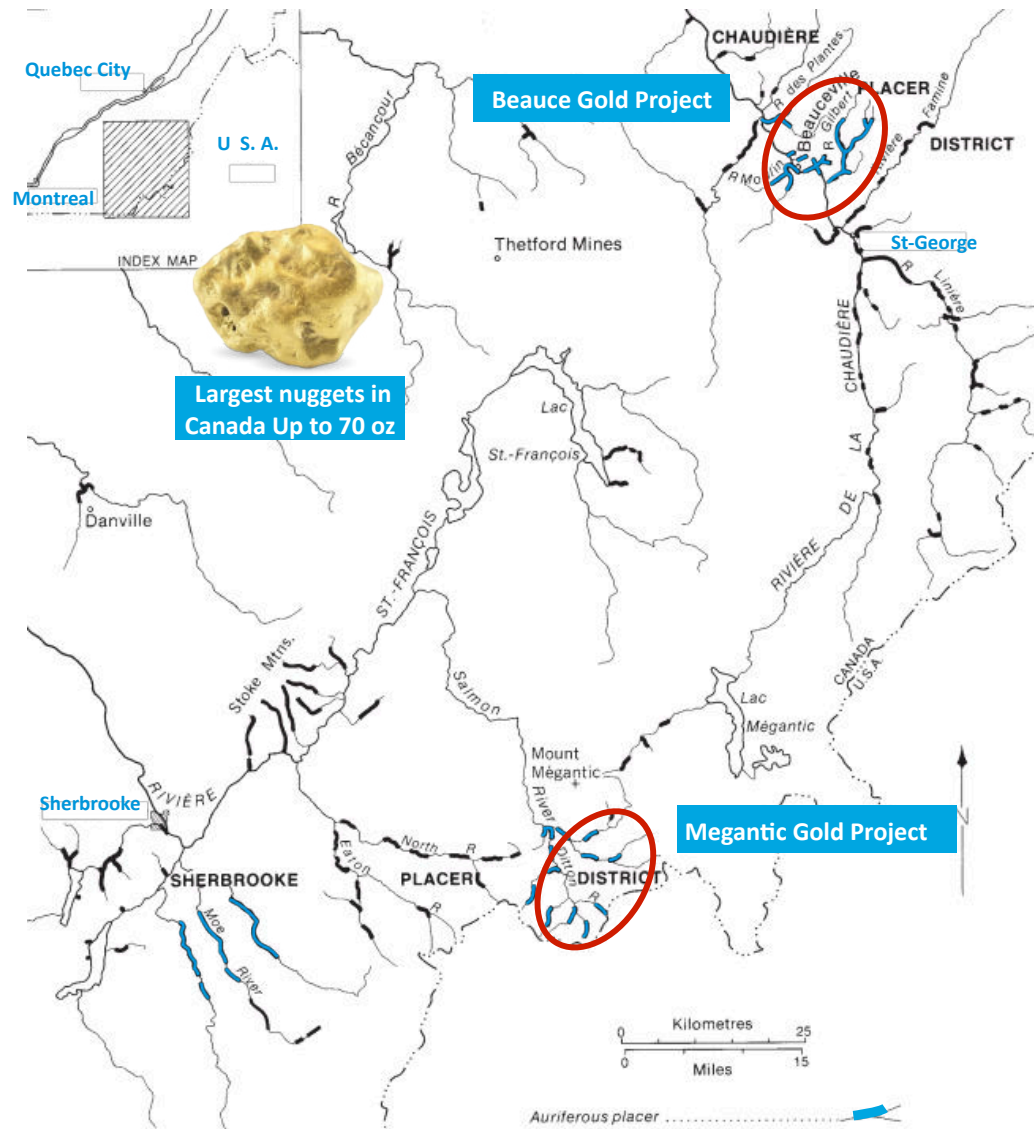 CHAUDIÈRE
Quebec City
R des Plantes
Beauce Gold Project
PLACER
Beauceville
R Gilbert
Rivière Famine
U S. A.
DISTRICT
R Bécancour
R Moulin
Montreal
St-George
Thetford Mines
INDEX MAP
R Linière
Largest nuggets in
Canada Up to 70 oz
RIVIÈRE DE LA CHAUDIÈRE
Lac
St.-François
Danville
ST.-FRANÇOIS
RIVIÈRE
Stoke Mtns.
CANADA
U.S.A.
Salmon River
Lac
Mégantic
Mount
Mégantic
Sherbrooke
N
Megantic Gold Project
North R
Eaton R
Ditton R
SHERBROOKE
PLACER
DISTRICT
Moe River
0 Kilometres 25
0 Miles 15
Auriferous placer